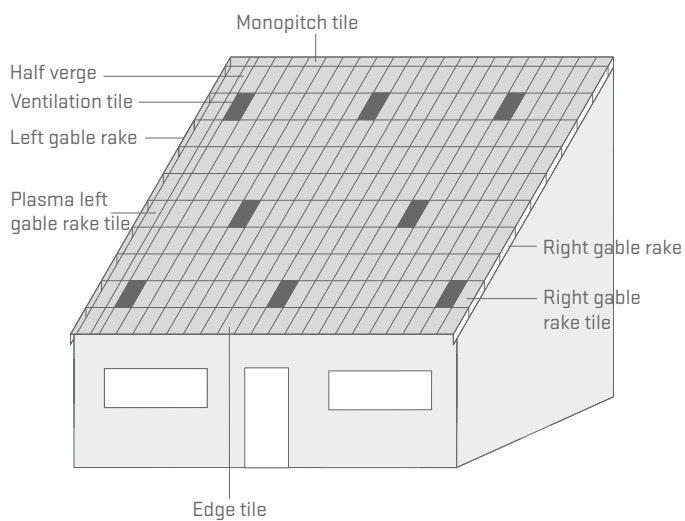 Monopitch tile
Half verge
Ventilation tile
Left gable rake
Plasma left
gable rake tile
Right gable rake
Right gable
rake tile
Edge tile